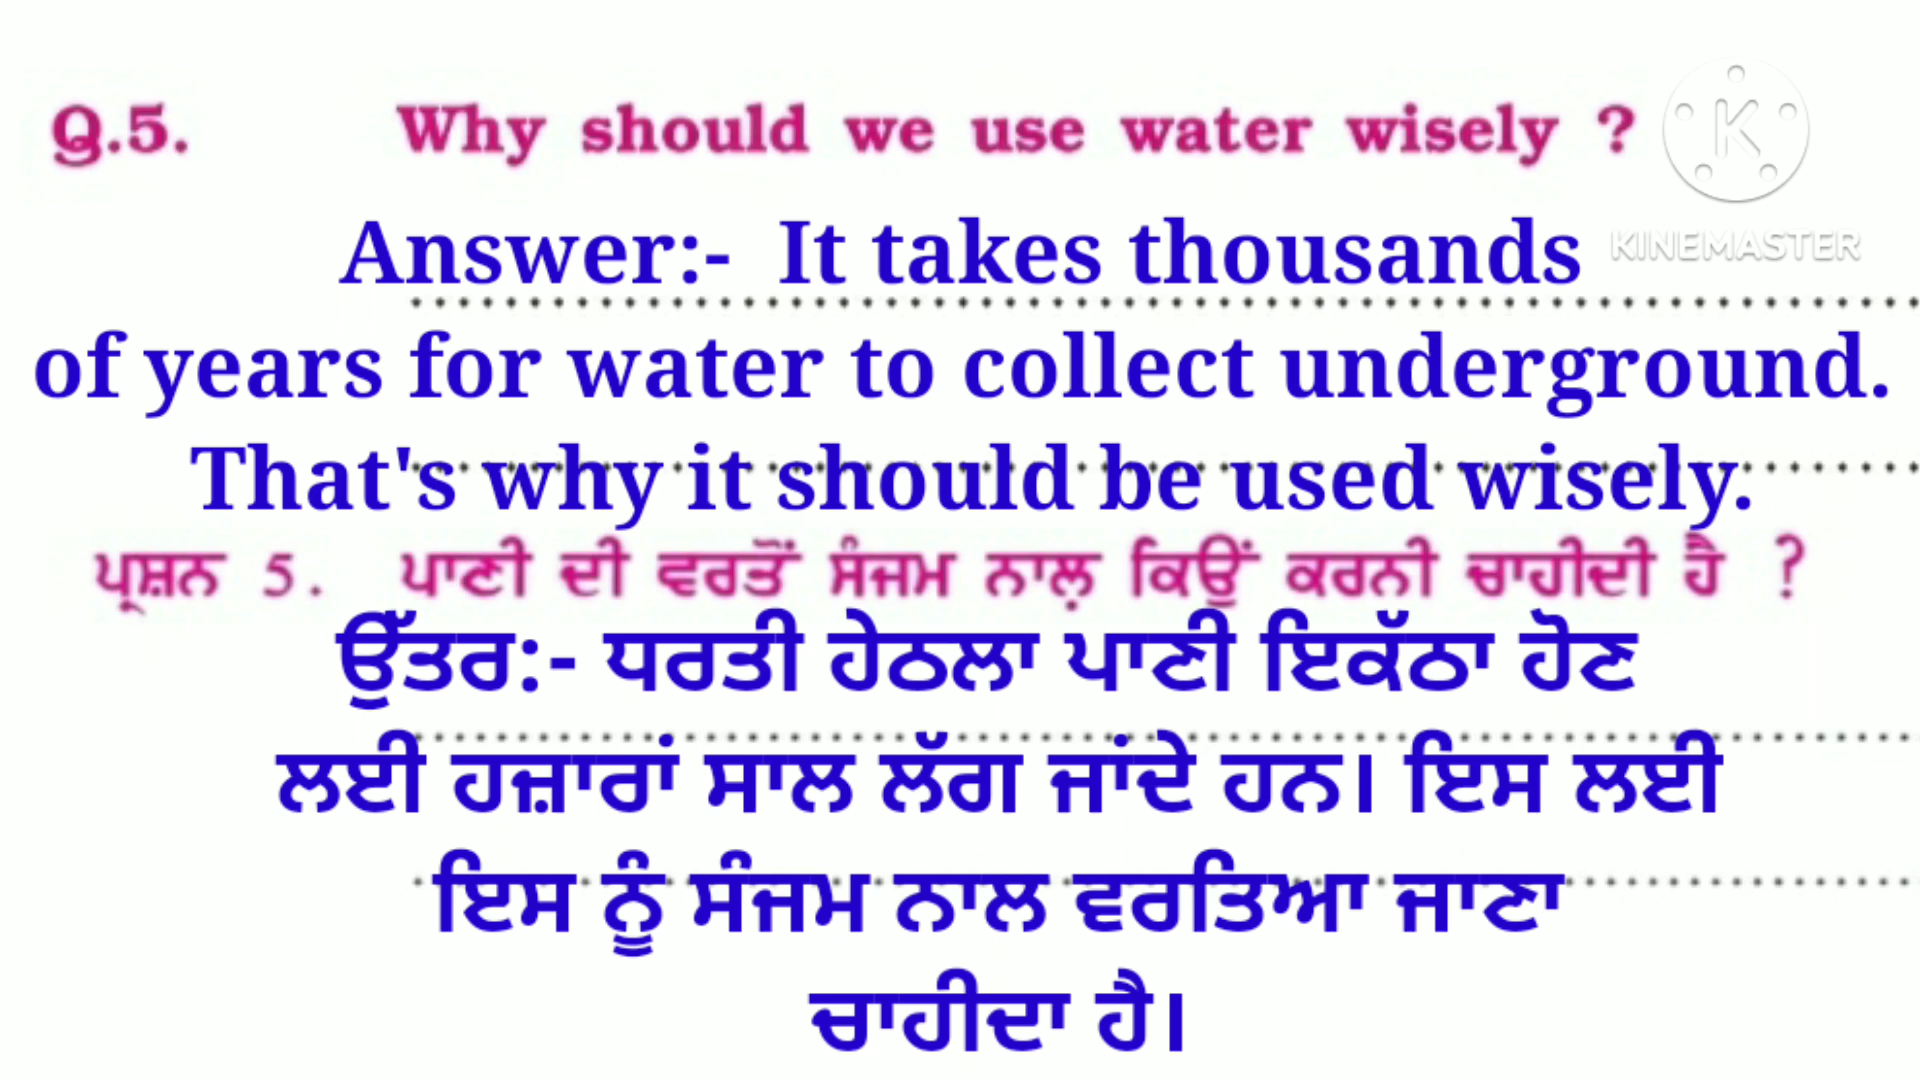 Q.5. Why should we use water wisely ?
Answer:- It takes thousands
of years for water to collect underground.
That's why it should be used wisely.
ਪ੍ਰਸ਼ਨ 5. ਪਾਣੀ ਦੀ ਵਰਤੋਂ ਸੰਜਮ ਨਾਲ਼ ਕਿਉਂ ਕਰਨੀ ਚਾਹੀਦੀ ਹੈ ?
ਉੱਤਰ:- ਧਰਤੀ ਹੇਠਲਾ ਪਾਣੀ ਇਕੱਠਾ ਹੋਣ
ਲਈ ਹਜ਼ਾਰਾਂ ਸਾਲ ਲੱਗ ਜਾਂਦੇ ਹਨ। ਇਸ ਲਈ
ਇਸ ਨੂੰ ਸੰਜਮ ਨਾਲ ਵਰਤਿਆ ਜਾਣਾ
ਚਾਹੀਦਾ ਹੈ।
K
KINEMASTER